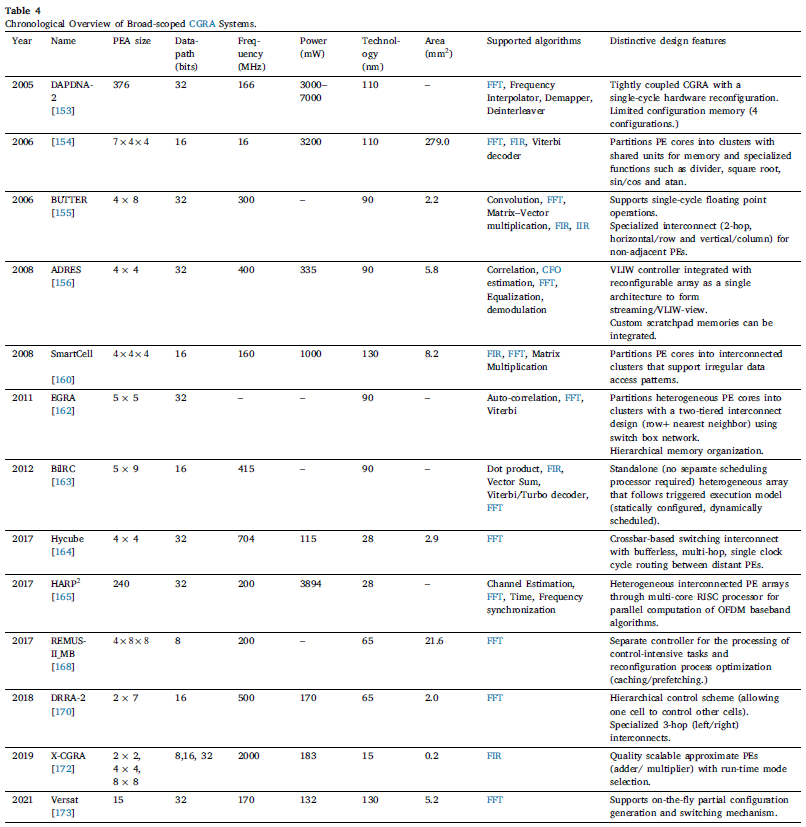 Table 4
Chronological Overview of Broad-scoped CGRA Systems.
Year Name PEA size Data- Freq- Power Technol- Area Supported algorithms Distinctive design features
path uency (mW) ogy (mm²)
(bits) (MHz) (nm)
2005 DAPDNA- 376 32 166 3000– 110 – FFT, Frequency Tightly coupled CGRA with a
2 7000 Interpolator, Demapper, single-cycle hardware reconfiguration.
[153] Deinterleaver Limited configuration memory (4
configurations.)
2006 [154] 7×4×4 16 16 3200 110 279.0 FFT, FIR, Viterbi Partitions PE cores into clusters with
decoder shared units for memory and specialized
functions such as divider, square root,
sin/cos and atan.
2006 BUTTER 4 × 8 32 300 – 90 2.2 Convolution, FFT, Supports single-cycle floating point
[155] Matrix–Vector operations.
multiplication, FIR, IIR Specialized interconnect (2-hop,
horizontal/row and vertical/column) for
non-adjacent PEs.
2008 ADRES 4 × 4 32 400 335 90 5.8 Correlation, CFO VLIW controller integrated with
[156] estimation, FFT, reconfigurable array as a single
Equalization, architecture to form
demodulation streaming/VLIW-view.
Custom scratchpad memories can be
integrated.
2008 SmartCell 4×4×4 16 160 1000 130 8.2 FIR, FFT, Matrix Partitions PE cores into interconnected
Multiplication clusters that support irregular data
[160] access patterns.
2011 EGRA 5 × 5 32 – – 90 – Auto-correlation, FFT, Partitions heterogeneous PE cores into
[162] Viterbi clusters with a two-tiered interconnect
design (row+ nearest neighbor) using
switch box network.
Hierarchical memory organization.
2012 BilRC 5 × 9 16 415 – 90 – Dot product, FIR, Standalone (no separate scheduling
[163] Vector Sum, processor required) heterogeneous array
Viterbi/Turbo decoder, that follows triggered execution model
FFT (statically configured, dynamically
scheduled).
2017 Hycube 4 × 4 32 704 115 28 2.9 FFT Crossbar-based switching interconnect
[164] with bufferless, multi-hop, single clock
cycle routing between distant PEs.
2017 HARP² 240 32 200 3894 28 – Channel Estimation, Heterogeneous interconnected PE arrays
[165] FFT, Time, Frequency through multi-core RISC processor for
synchronization parallel computation of OFDM baseband
algorithms.
2017 REMUS- 4×8×8 8 200 – 65 21.6 FFT Separate controller for the processing of
II_MB control-intensive tasks and
[168] reconfiguration process optimization
(caching/prefetching.)
2018 DRRA-2 2 × 7 16 500 170 65 2.0 FFT Hierarchical control scheme (allowing
[170] one cell to control other cells).
Specialized 3-hop (left/right)
interconnects.
2019 X-CGRA 2 × 2, 8,16, 32 2000 183 15 0.2 FIR Quality scalable approximate PEs
[172] 4 × 4, (adder/ multiplier) with run-time mode
8 × 8 selection.
2021 Versat 15 32 170 132 130 5.2 FFT Supports on-the-fly partial configuration
[173] generation and switching mechanism.